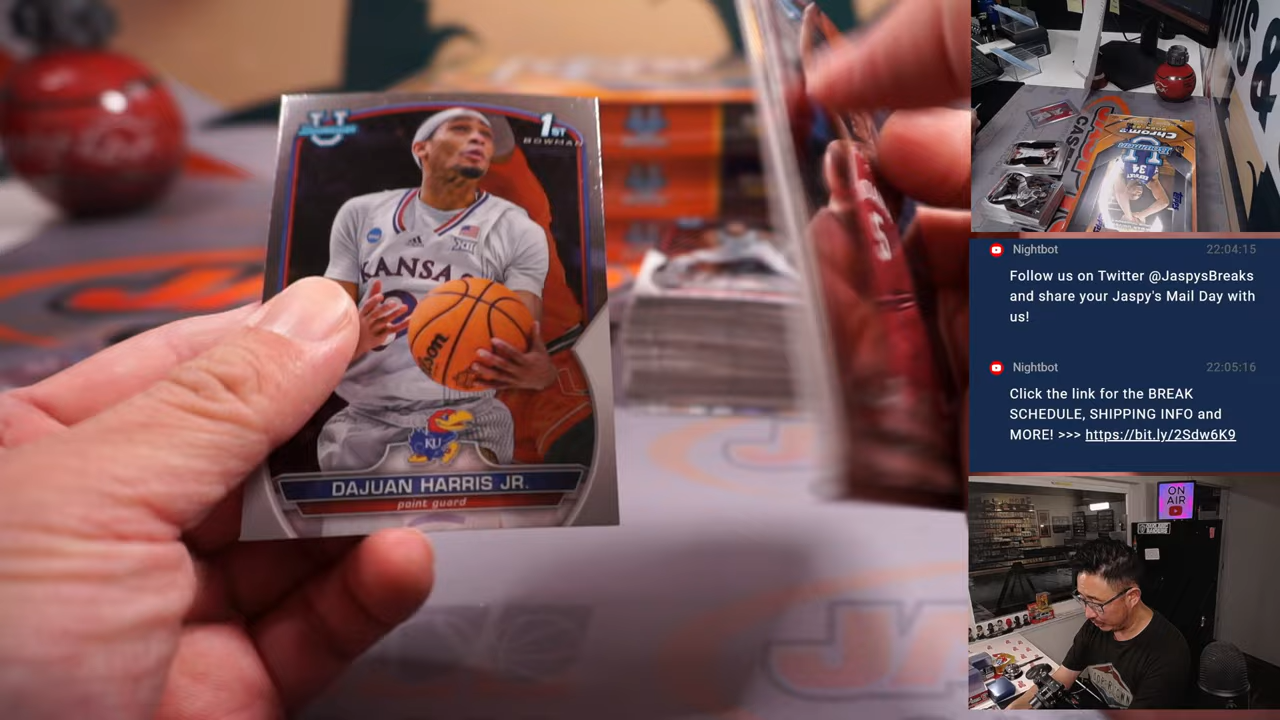 1ST
BOWMAN
KANSAS
KU
DAJUAN HARRIS JR.
point guard
Nightbot
22:04:15
Follow us on Twitter @JaspysBreaks
and share your Jaspy's Mail Day with
us!
Nightbot
22:05:16
Click the link for the BREAK
SCHEDULE, SHIPPING INFO and
MORE! >>> https://bit.ly/2Sdw6K9
Chrome
34
ON
AIR